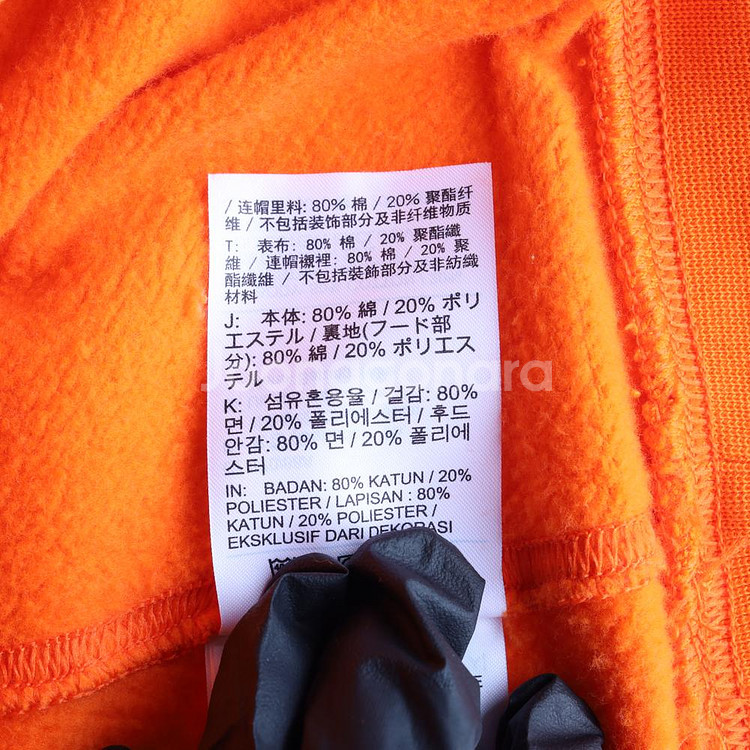 / 连帽里料: 80% 棉 / 20% 聚酯纤
维 / 不包括装饰部分及非纤维物质
T: 表布: 80% 棉 / 20% 聚酯纖
維 / 連帽襯裡: 80% 棉 / 20% 聚
酯纖維 / 不包括裝飾部分及非紡織
材料
J: 本体: 80% 綿 / 20% ポリ
エステル / 裏地(フード部
分): 80% 綿 / 20% ポリエス
テル
K: 섬유혼용율 / 겉감: 80%
면 / 20% 폴리에스터 / 후드
안감: 80% 면 / 20% 폴리에
스터
IN: BADAN: 80% KATUN / 20%
POLIESTER / LAPISAN : 80%
KATUN / 20% POLIESTER /
EKSKLUSIF DARI DEKORASI